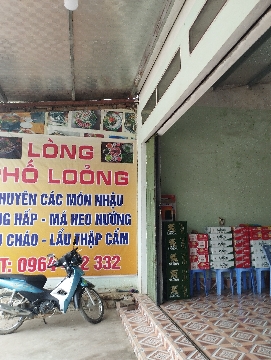 LÒNG
PHỐ LOỎNG
HUYÊN CÁC MÓN NHẬU
NG HẤP - MÁ HEO NƯỚNG
CHÁO - LẨU THẬP CẨM
T: 0964 2 332